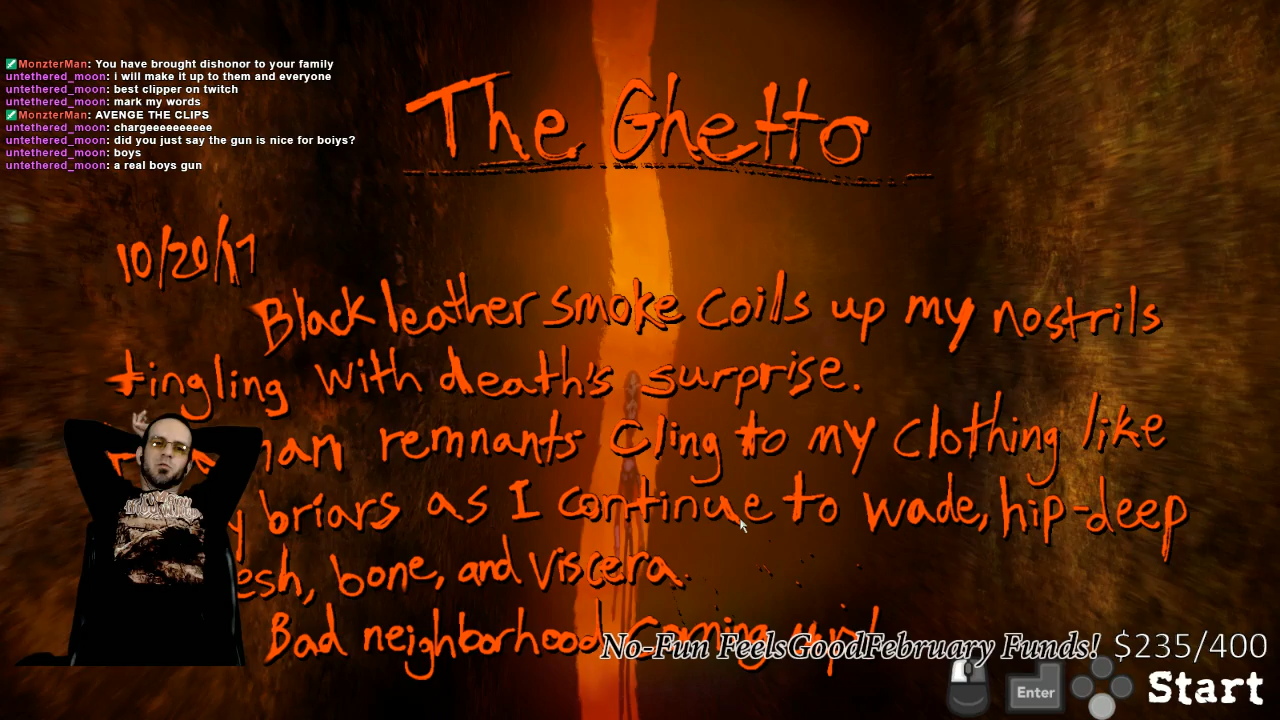 MonzterMan: You have brought dishonor to your family
untethered_moon: i will make it up to them and everyone
untethered_moon: best clipper on twitch
untethered_moon: mark my words
MonzterMan: AVENGE THE CLIPS
untethered_moon: chargeeeeeeeeee
untethered_moon: did you just say the gun is nice for boiys?
untethered_moon: boys
untethered_moon: a real boys gun
The Ghetto
10/20/17
Black leather smoke coils up my nostrils
tingling with death's surprise.
remnants cling to my clothing like
briars as I continue to wade, hip-deep
bone, and viscera.
Bad neighborhood coming up!
No-Fun FeelsGoodFebruary Funds! $235/400
Enter
Start